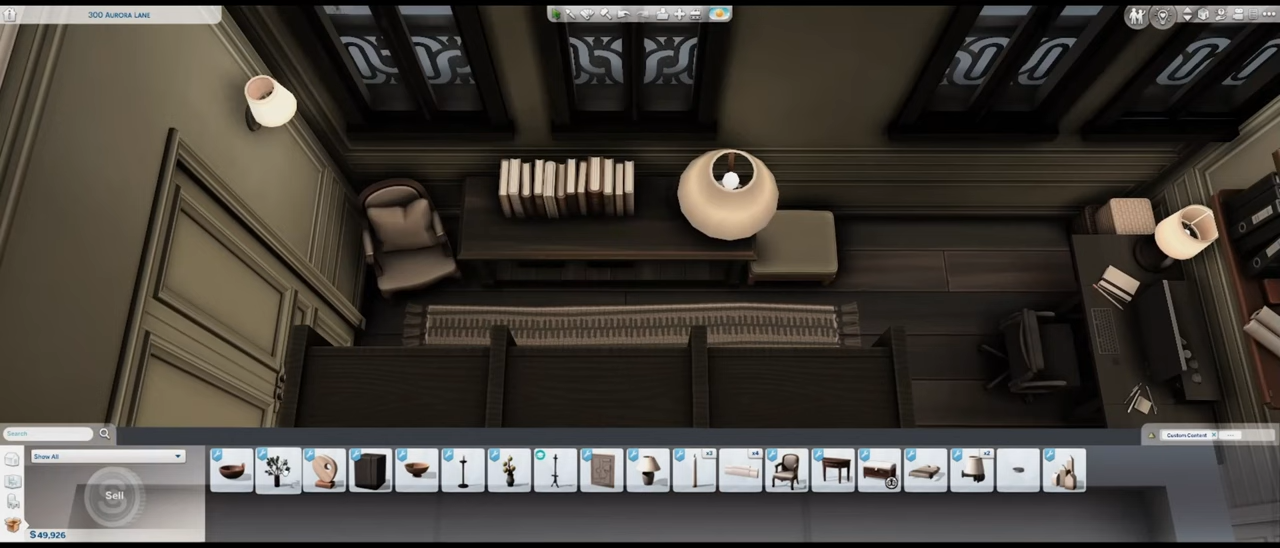 300 AURORA LANE
Search
Show All
Custom Content
x3
x4
x2
Sell
§49,926